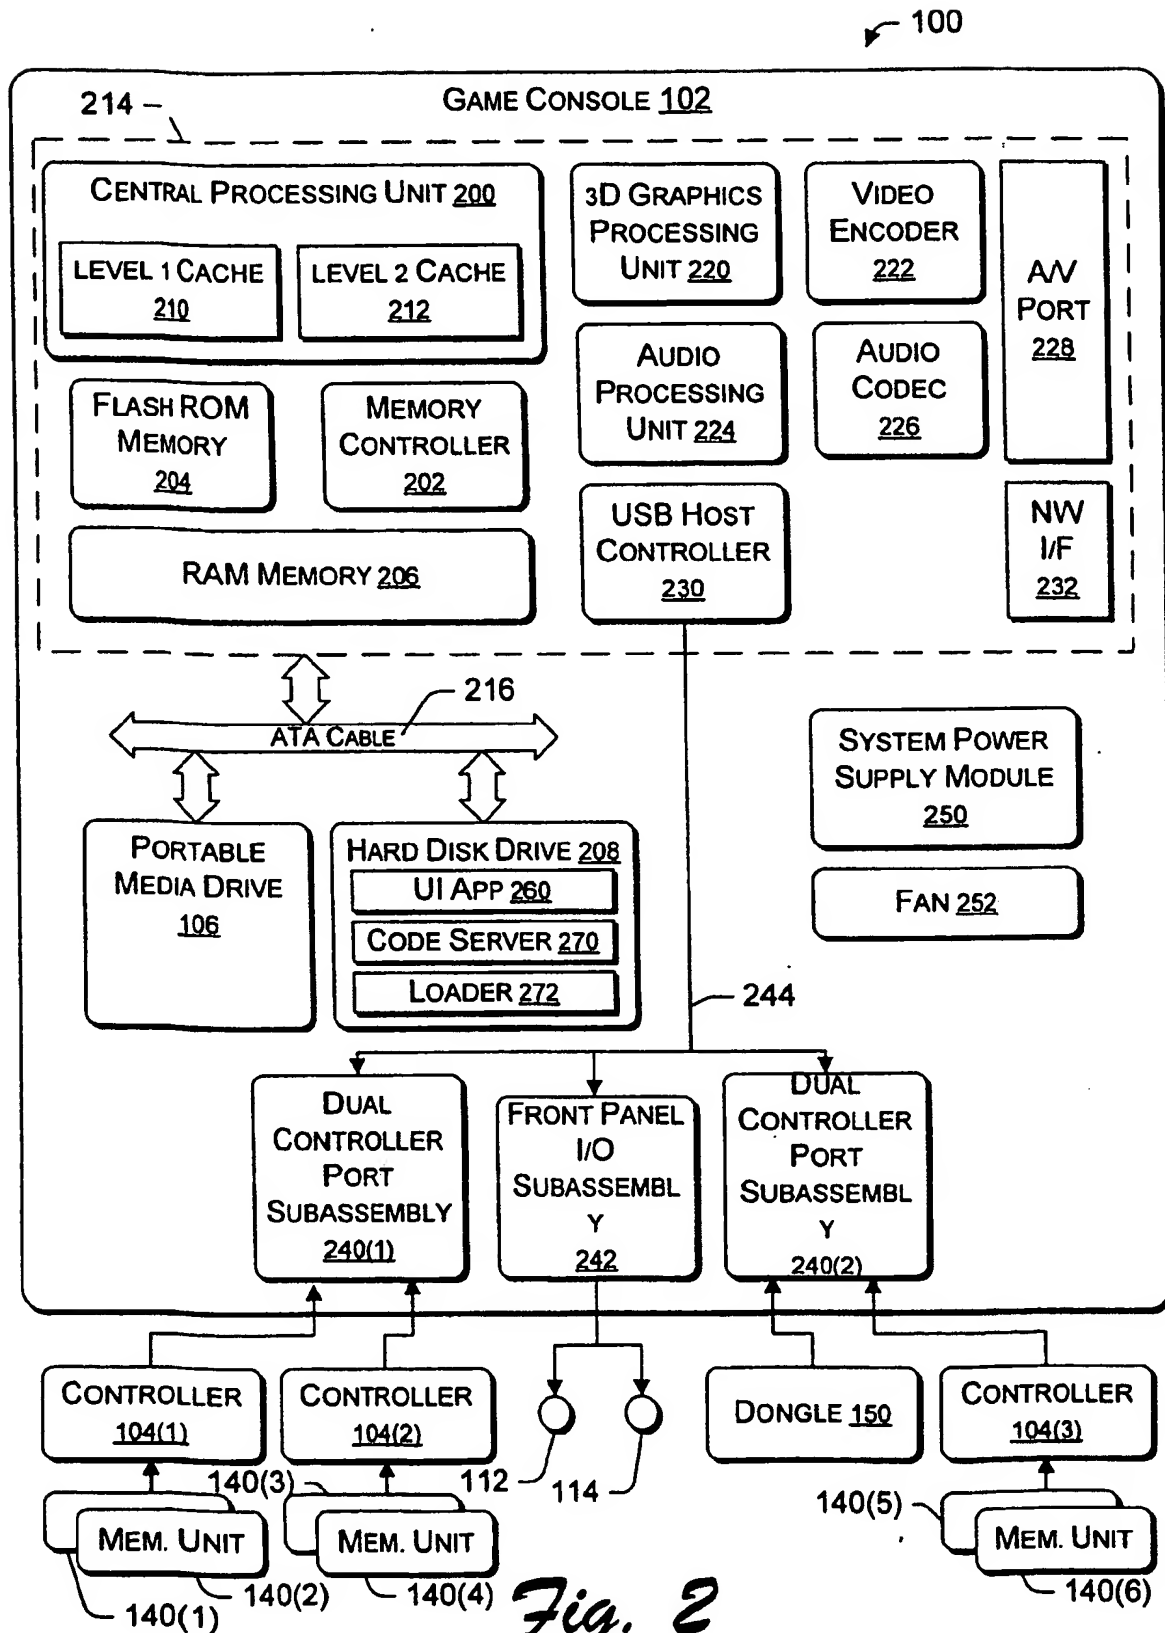 100
GAME CONSOLE 102
214
CENTRAL PROCESSING UNIT 200
LEVEL 1 CACHE
210
LEVEL 2 CACHE
212
3D GRAPHICS
PROCESSING
UNIT 220
VIDEO
ENCODER
222
A/V
PORT
228
FLASH ROM
MEMORY
204
MEMORY
CONTROLLER
202
AUDIO
PROCESSING
UNIT 224
AUDIO
CODEC
226
RAM MEMORY 206
USB HOST
CONTROLLER
230
NW
I/F
232
216
ATA CABLE
SYSTEM POWER
SUPPLY MODULE
250
PORTABLE
MEDIA DRIVE
106
HARD DISK DRIVE 208
UI APP 260
CODE SERVER 270
LOADER 272
FAN 252
244
DUAL
CONTROLLER
PORT
SUBASSEMBLY
240(1)
FRONT PANEL
I/O
SUBASSEMBL
Y
242
DUAL
CONTROLLER
PORT
SUBASSEMBL
Y
240(2)
CONTROLLER
104(1)
CONTROLLER
104(2)
112
114
DONGLE 150
CONTROLLER
104(3)
MEM. UNIT
140(1)
140(2)
140(3)
MEM. UNIT
140(4)
140(5)
MEM. UNIT
140(6)
Fig. 2